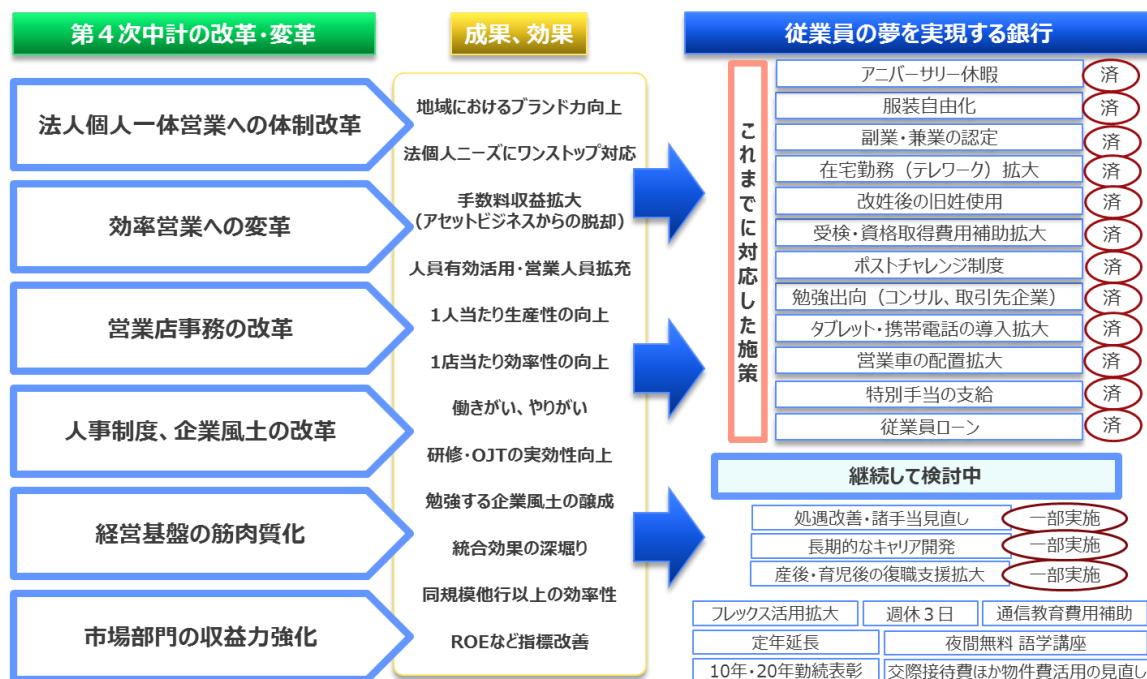 第４次中計の改革・変革
成果、効果
従業員の夢を実現する銀行
法人個人一体営業への体制改革
効率営業への変革
営業店事務の改革
人事制度、企業風土の改革
経営基盤の筋肉質化
市場部門の収益力強化
地域におけるブランド力向上
法個人ニーズにワンストップ対応
手数料収益拡大
(アセットビジネスからの脱却)
人員有効活用・営業人員拡充
1人当たり生産性の向上
1店当たり効率性の向上
働きがい、やりがい
研修・OJTの実効性向上
勉強する企業風土の醸成
統合効果の深堀り
同規模他行以上の効率性
ROEなど指標改善
これまでに対応した施策
アニバーサリー休暇 済
服装自由化 済
副業・兼業の認定 済
在宅勤務（テレワーク）拡大 済
改姓後の旧姓使用 済
受検・資格取得費用補助拡大 済
ポストチャレンジ制度 済
勉強出向（コンサル、取引先企業） 済
タブレット・携帯電話の導入拡大 済
営業車の配置拡大 済
特別手当の支給 済
従業員ローン 済
継続して検討中
処遇改善・諸手当見直し 一部実施
長期的なキャリア開発 一部実施
産後・育児後の復職支援拡大 一部実施
フレックス活用拡大 週休３日 通信教育費用補助
定年延長 夜間無料 語学講座
10年・20年勤続表彰 交際接待費ほか物件費活用の見直し